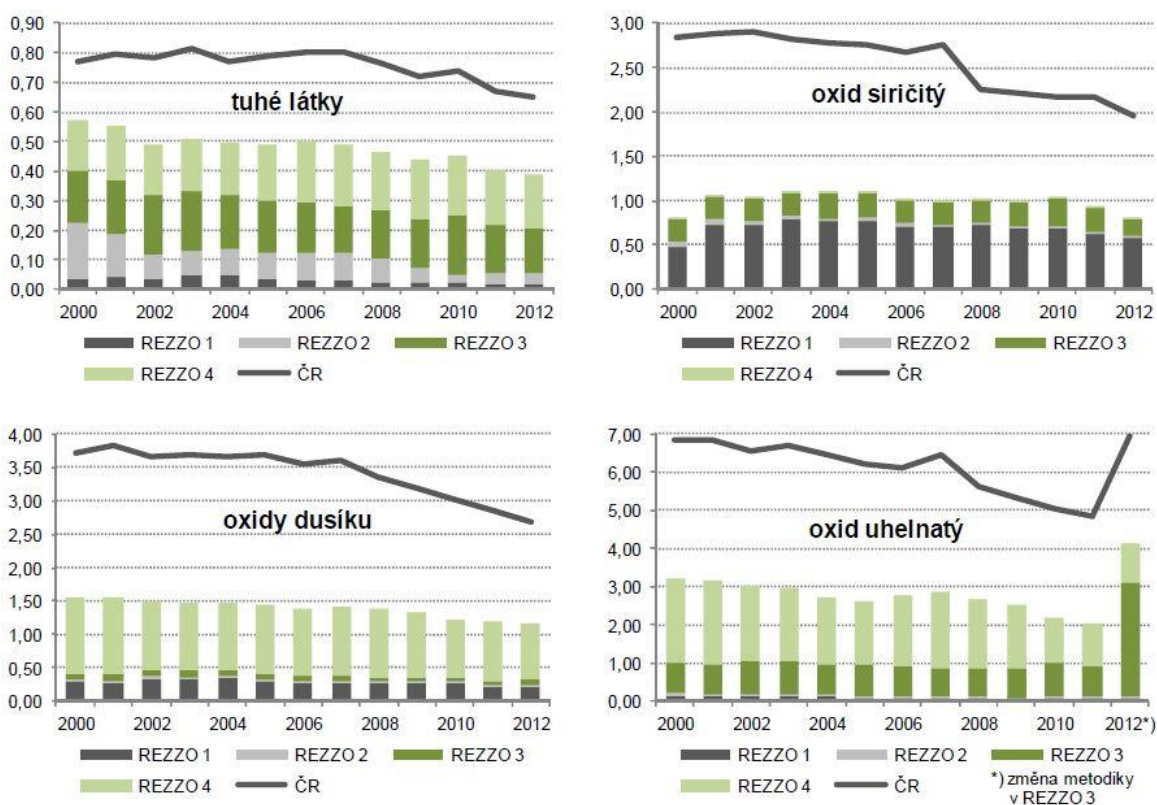 0,90
0,80
0,70
0,60
0,50
0,40
0,30
0,20
0,10
0,00
tuhé látky
2000 2002 2004 2006 2008 2010 2012
REZZO 1 REZZO 2 REZZO 3
REZZO 4 ČR
3,00
2,50
2,00
1,50
1,00
0,50
0,00
oxid siričitý
2000 2002 2004 2006 2008 2010 2012
REZZO 1 REZZO 2 REZZO 3
REZZO 4 ČR
4,00
3,50
3,00
2,50
2,00
1,50
1,00
0,50
0,00
oxidy dusíku
2000 2002 2004 2006 2008 2010 2012
REZZO 1 REZZO 2 REZZO 3
REZZO 4 ČR
7,00
6,00
5,00
4,00
3,00
2,00
1,00
0,00
oxid uhelnatý
2000 2002 2004 2006 2008 2010 2012*)
REZZO 1 REZZO 2 REZZO 3
REZZO 4 ČR
*) změna metodiky
v REZZO 3